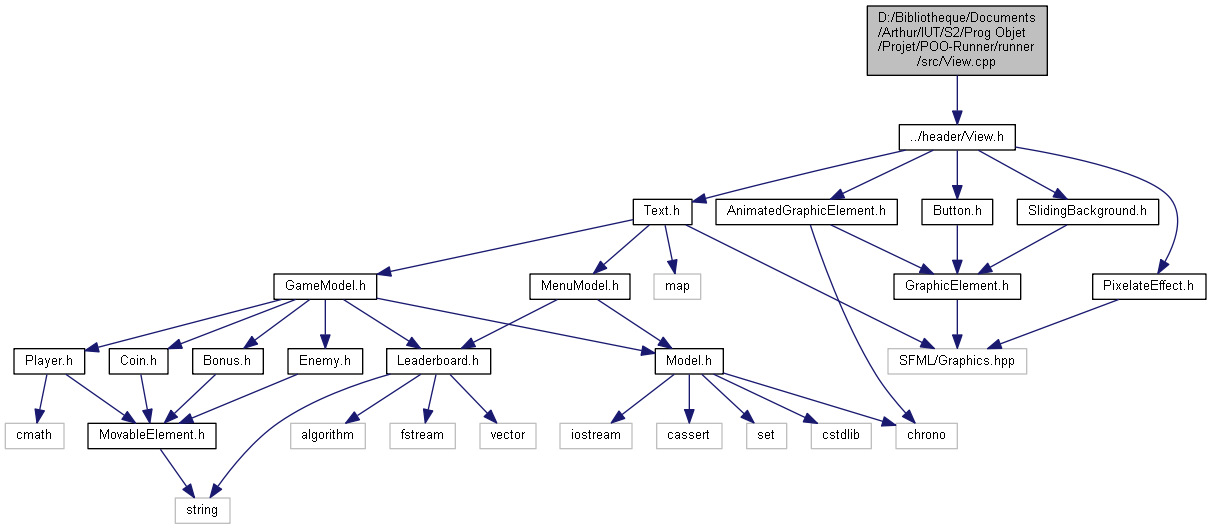 D:/Bibliotheque/Documents
/Arthur/IUT/S2/Prog Objet
/Projet/POO-Runner/runner
/src/View.cpp
../header/View.h
Text.h
AnimatedGraphicElement.h
Button.h
SlidingBackground.h
GameModel.h
MenuModel.h
map
GraphicElement.h
PixelateEffect.h
Player.h
Coin.h
Bonus.h
Enemy.h
Leaderboard.h
Model.h
SFML/Graphics.hpp
cmath
MovableElement.h
algorithm
fstream
vector
iostream
cassert
set
cstdlib
chrono
string